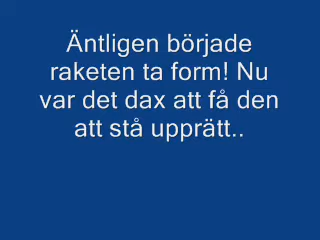 Äntligen började
raketen ta form! Nu
var det dax att få den
att stå upprätt..